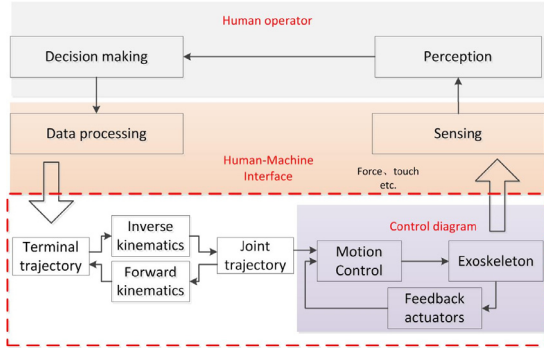 Human operator
Decision making
Perception
Data processing
Sensing
Human-Machine
Interface
Force、touch
etc.
Control diagram
Terminal
trajectory
Inverse
kinematics
Forward
kinematics
Joint
trajectory
Motion
Control
Exoskeleton
Feedback
actuators